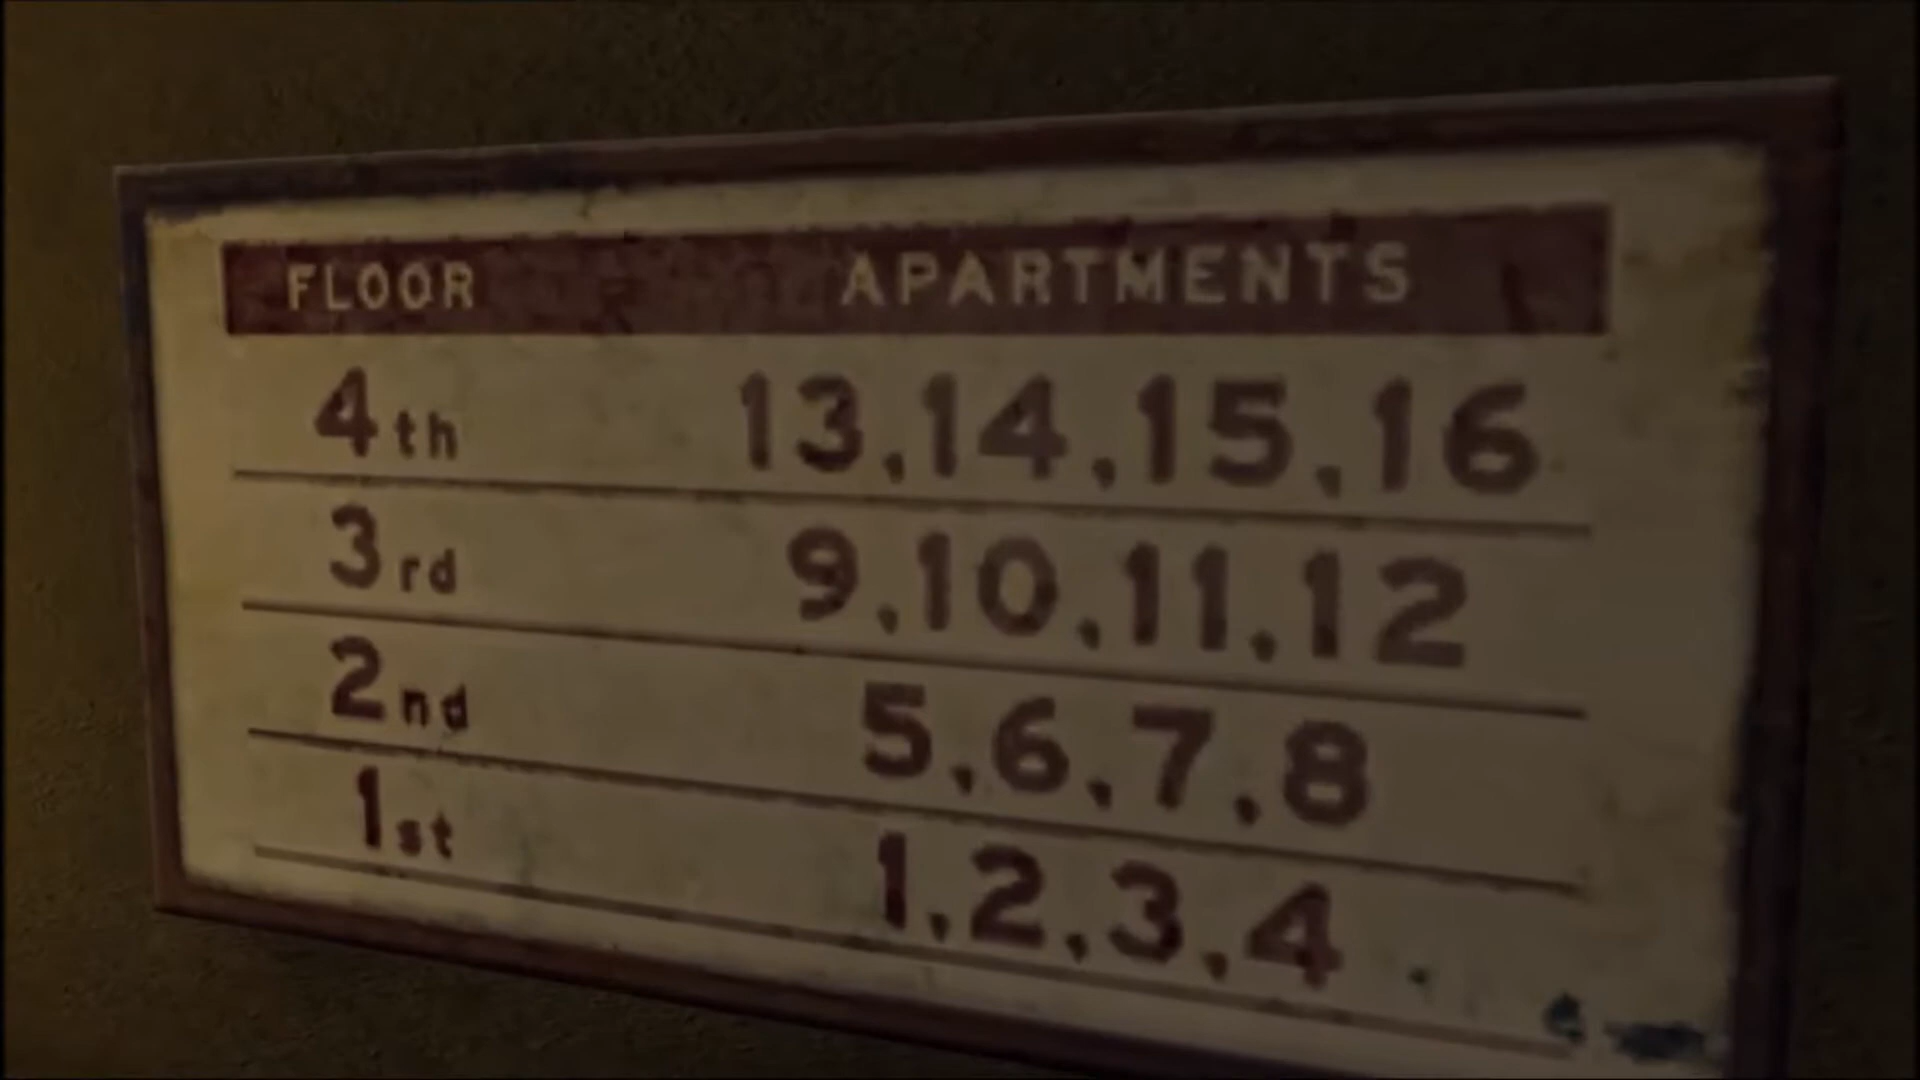 FLOOR APARTMENTS
4th 13,14,15,16
3rd 9,10,11,12
2nd 5,6,7,8
1st 1,2,3,4